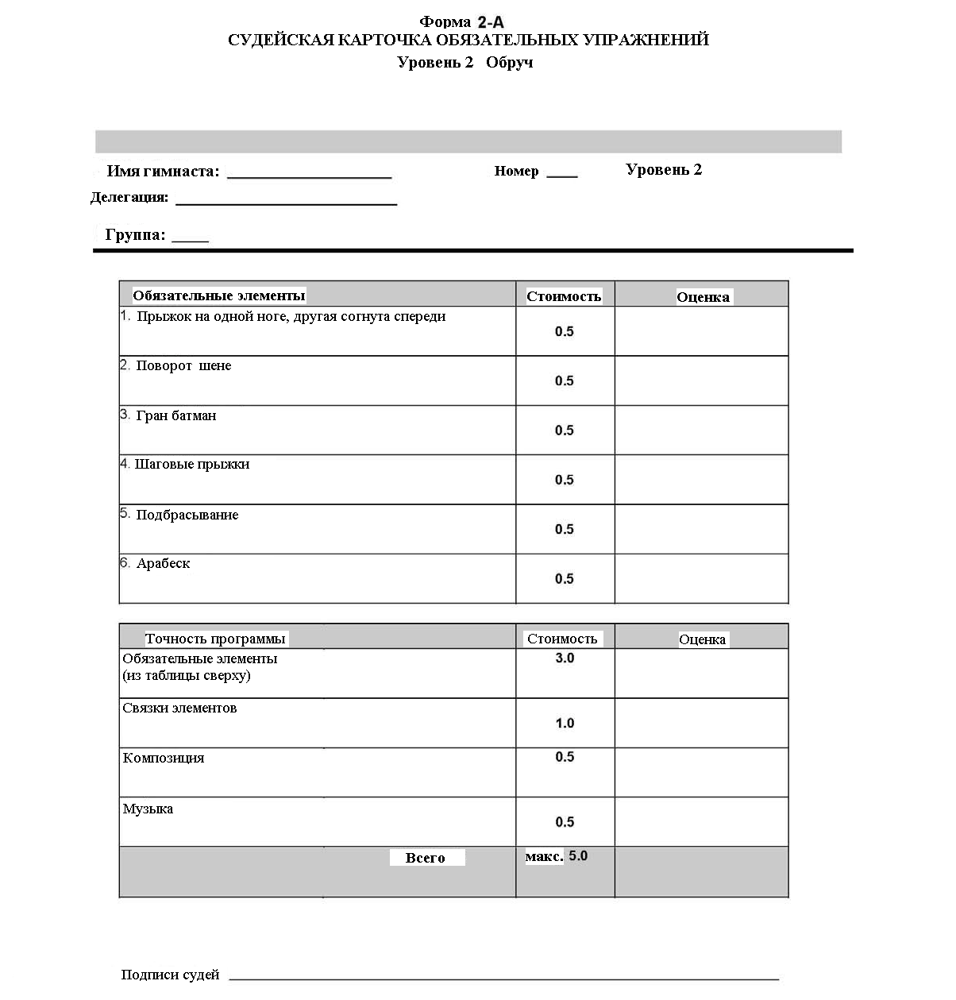 Форма 2-А
СУДЕЙСКАЯ КАРТОЧКА ОБЯЗАТЕЛЬНЫХ УПРАЖНЕНИЙ
Уровень 2 Обруч
Имя гимнаста: Номер Уровень 2
Делегация:
Группа:
Обязательные элементы Стоимость Оценка
1. Прыжок на одной ноге, другая согнута спереди 0.5
2. Поворот шене 0.5
3. Гран батман 0.5
4. Шаговые прыжки 0.5
5. Подбрасывание 0.5
6. Арабеск 0.5
Точность программы Стоимость Оценка
Обязательные элементы 3.0
(из таблицы сверху)
Связки элементов 1.0
Композиция 0.5
Музыка 0.5
Всего макс. 5.0
Подписи судей